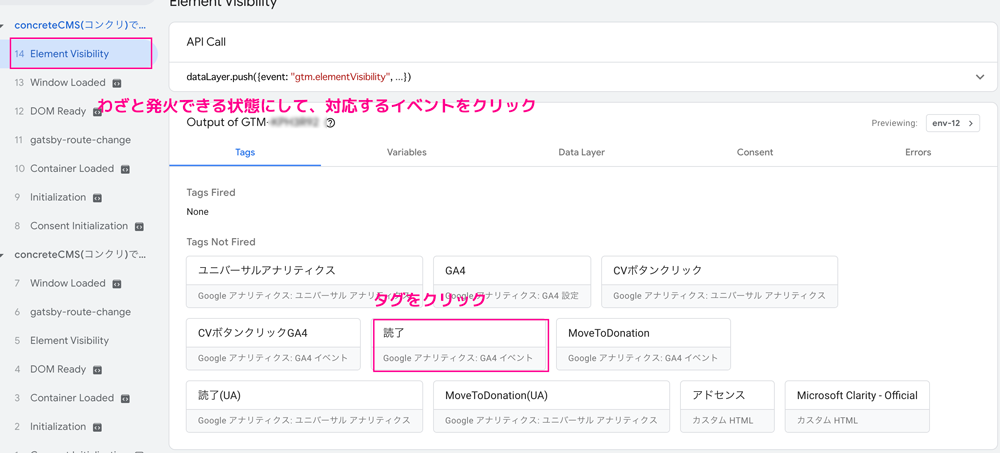 Element Visibility
concreteCMS(コンクリ)で...
14 Element Visibility
13 Window Loaded
12 DOM Ready
11 gatsby-route-change
10 Container Loaded
9 Initialization
8 Consent Initialization
concreteCMS(コンクリ)で...
7 Window Loaded
6 gatsby-route-change
5 Element Visibility
4 DOM Ready
3 Container Loaded
2 Initialization
API Call
dataLayer.push({event: "gtm.elementVisibility", ...})
わざと発火できる状態にして、対応するイベントをクリック
Output of GTM-
Previewing: env-12
Tags Variables Data Layer Consent Errors
Tags Fired
None
Tags Not Fired
ユニバーサルアナリティクス
Google アナリティクス: ユニバーサル アナリティクス
GA4
Google アナリティクス: GA4 設定
CVボタンクリック
Google アナリティクス: ユニバーサル アナリティクス
タグをクリック
CVボタンクリックGA4
Google アナリティクス: GA4 イベント
読了
Google アナリティクス: GA4 イベント
MoveToDonation
Google アナリティクス: GA4 イベント
読了(UA)
Google アナリティクス: ユニバーサル アナリティクス
MoveToDonation(UA)
Google アナリティクス: ユニバーサル アナリティクス
アドセンス
カスタム HTML
Microsoft Clarity - Official
カスタム HTML